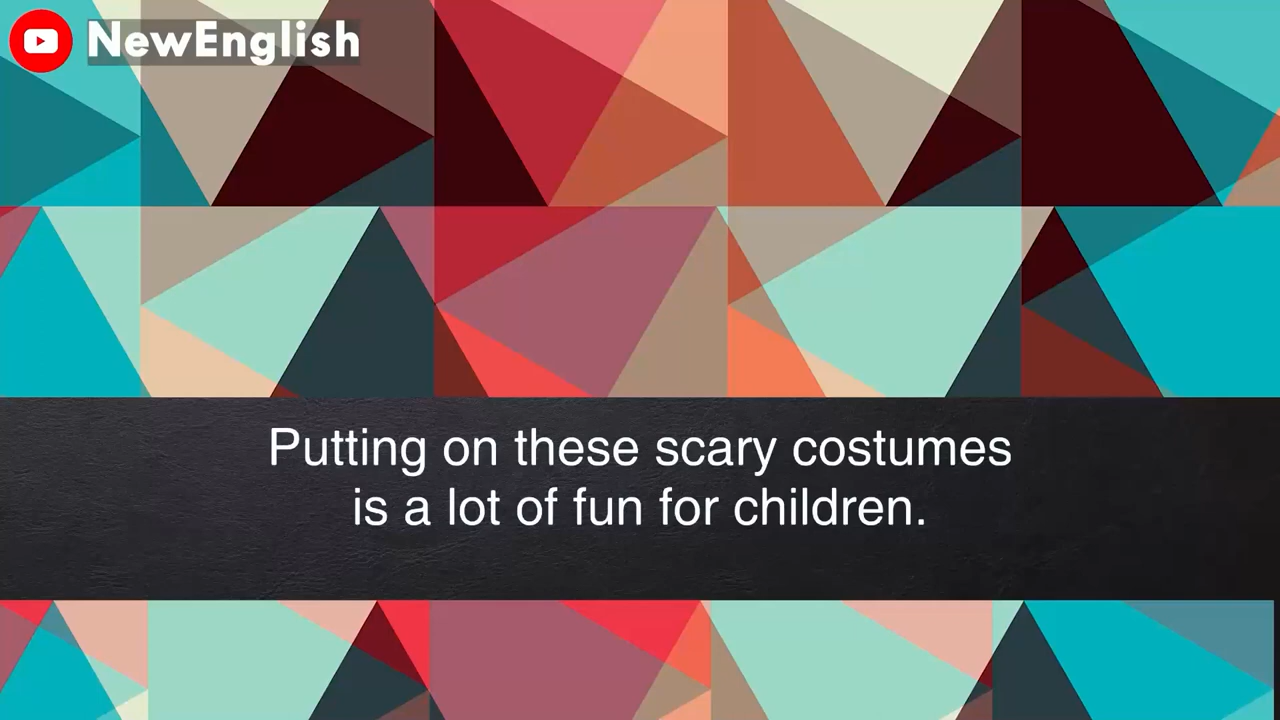 NewEnglish
Putting on these scary costumes
is a lot of fun for children.